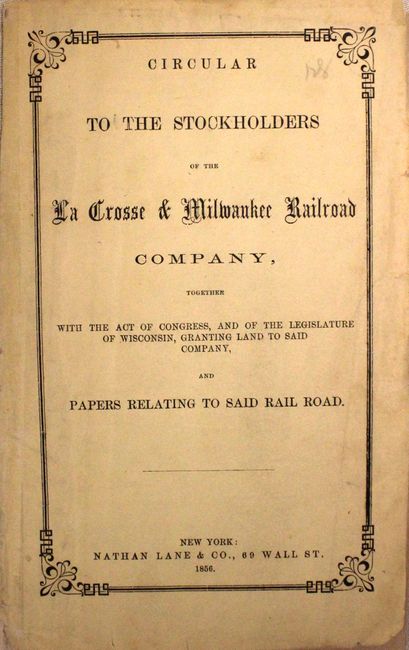 CIRCULAR
TO THE STOCKHOLDERS
OF THE
La Crosse & Milwaukee Railroad
COMPANY,
TOGETHER
WITH THE ACT OF CONGRESS, AND OF THE LEGISLATURE
OF WISCONSIN, GRANTING LAND TO SAID
COMPANY,
AND
PAPERS RELATING TO SAID RAIL ROAD.
NEW YORK:
NATHAN LANE & CO., 69 WALL ST.
1856.